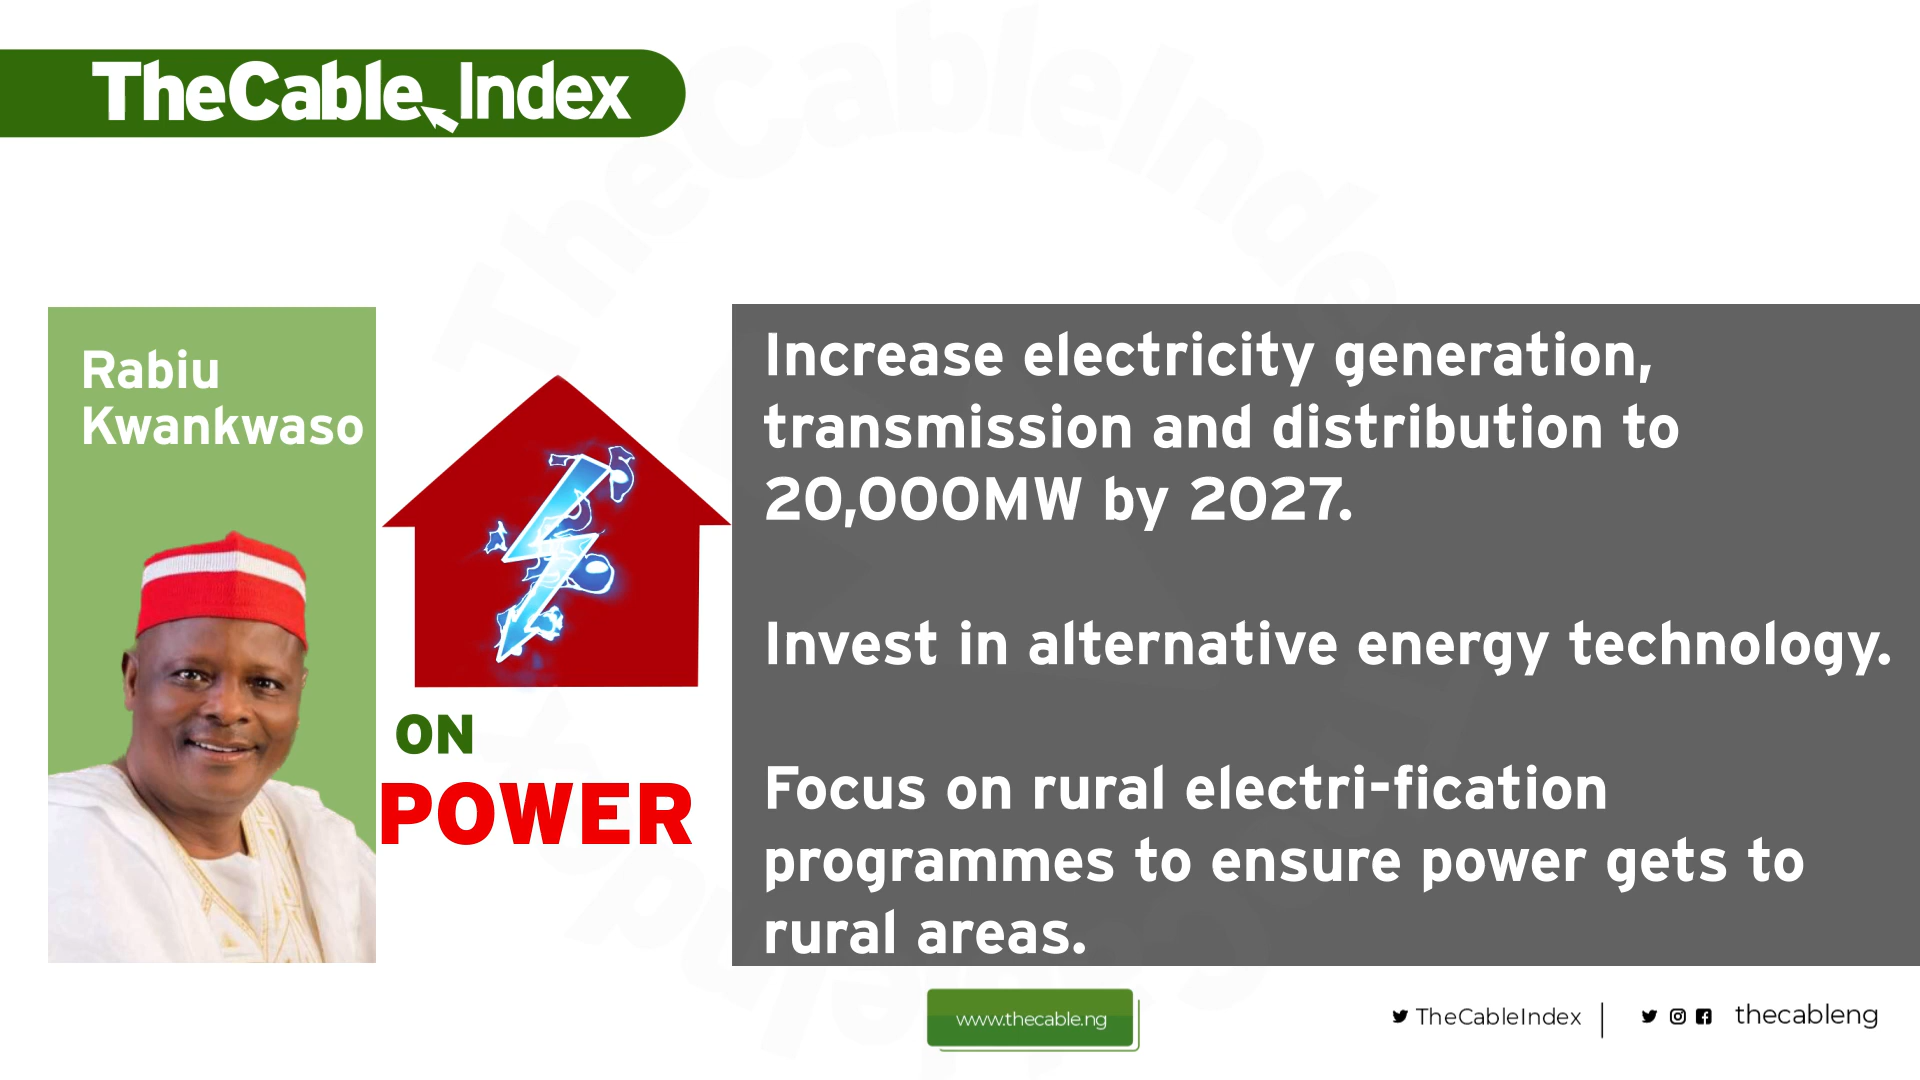 TheCable Index
Rabiu
Kwankwaso
ON
POWER
Increase electricity generation,
transmission and distribution to
20,000MW by 2027.
Invest in alternative energy technology.
Focus on rural electri-fication
programmes to ensure power gets to
rural areas.
www.thecable.ng
TheCableIndex
thecableng
TheCableIndex
TheCableIndex